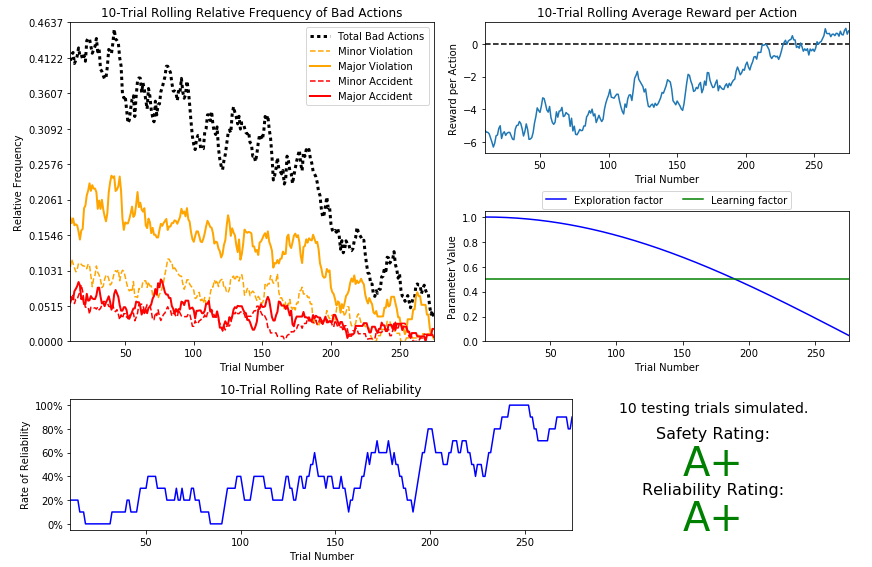 10-Trial Rolling Relative Frequency of Bad Actions
Relative Frequency
0.4637
0.4122
0.3607
0.3092
0.2576
0.2061
0.1546
0.1031
0.0515
0.0000
Total Bad Actions
Minor Violation
Major Violation
Minor Accident
Major Accident
50 100 150 200 250
Trial Number
10-Trial Rolling Average Reward per Action
Reward per Action
0
−2
−4
−6
50 100 150 200 250
Trial Number
Exploration factor Learning factor
Parameter Value
1.0
0.8
0.6
0.4
0.2
0.0
50 100 150 200 250
Trial Number
10-Trial Rolling Rate of Reliability
Rate of Reliability
100%
80%
60%
40%
20%
0%
50 100 150 200 250
Trial Number
10 testing trials simulated.
Safety Rating:
A+
Reliability Rating:
A+